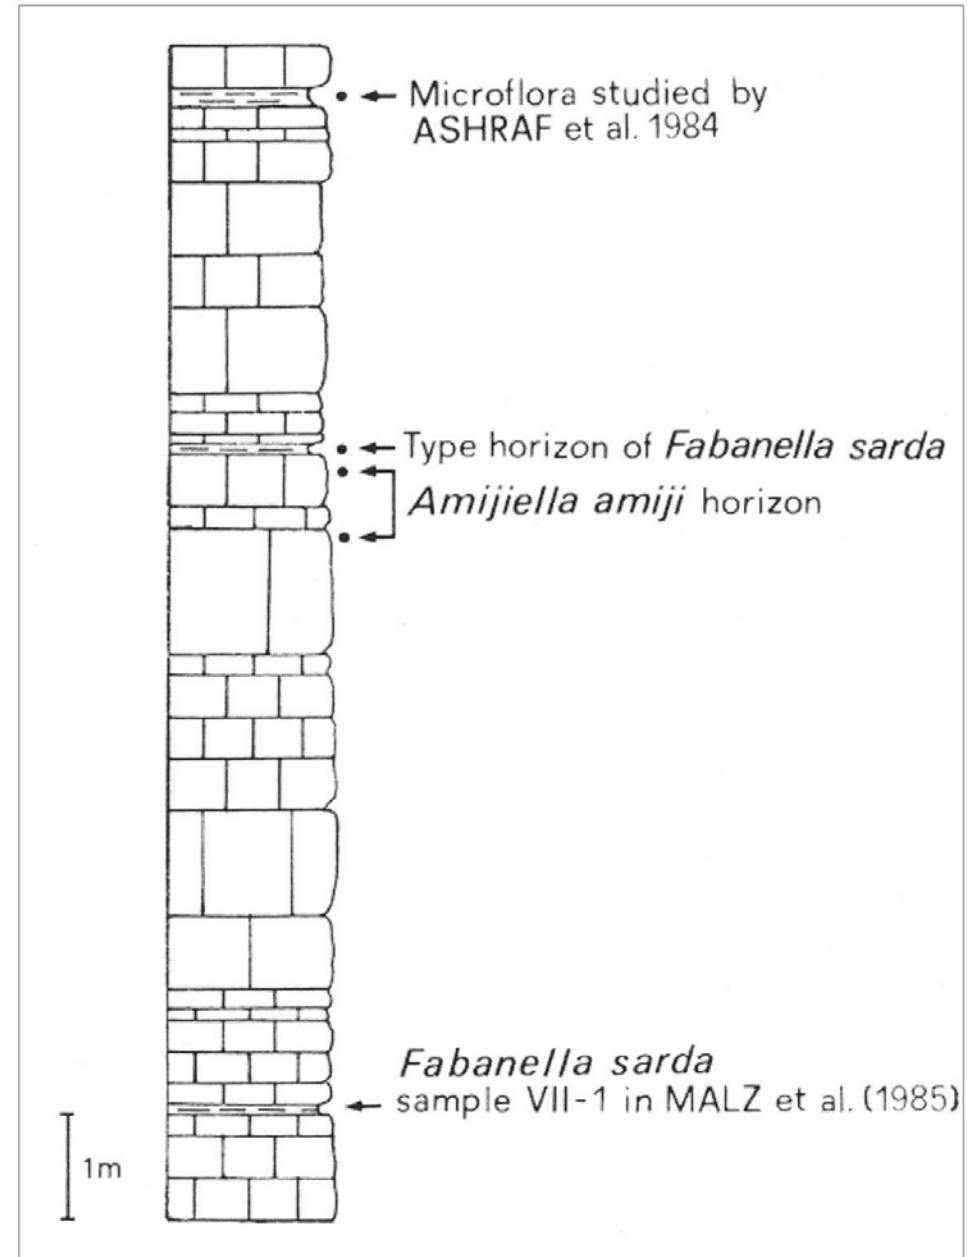 Microflora studied by
ASHRAF et al. 1984
Type horizon of Fabanella sarda
Amijiella amiji horizon
Fabanella sarda
sample VII-1 in MALZ et al. (1985)
1m